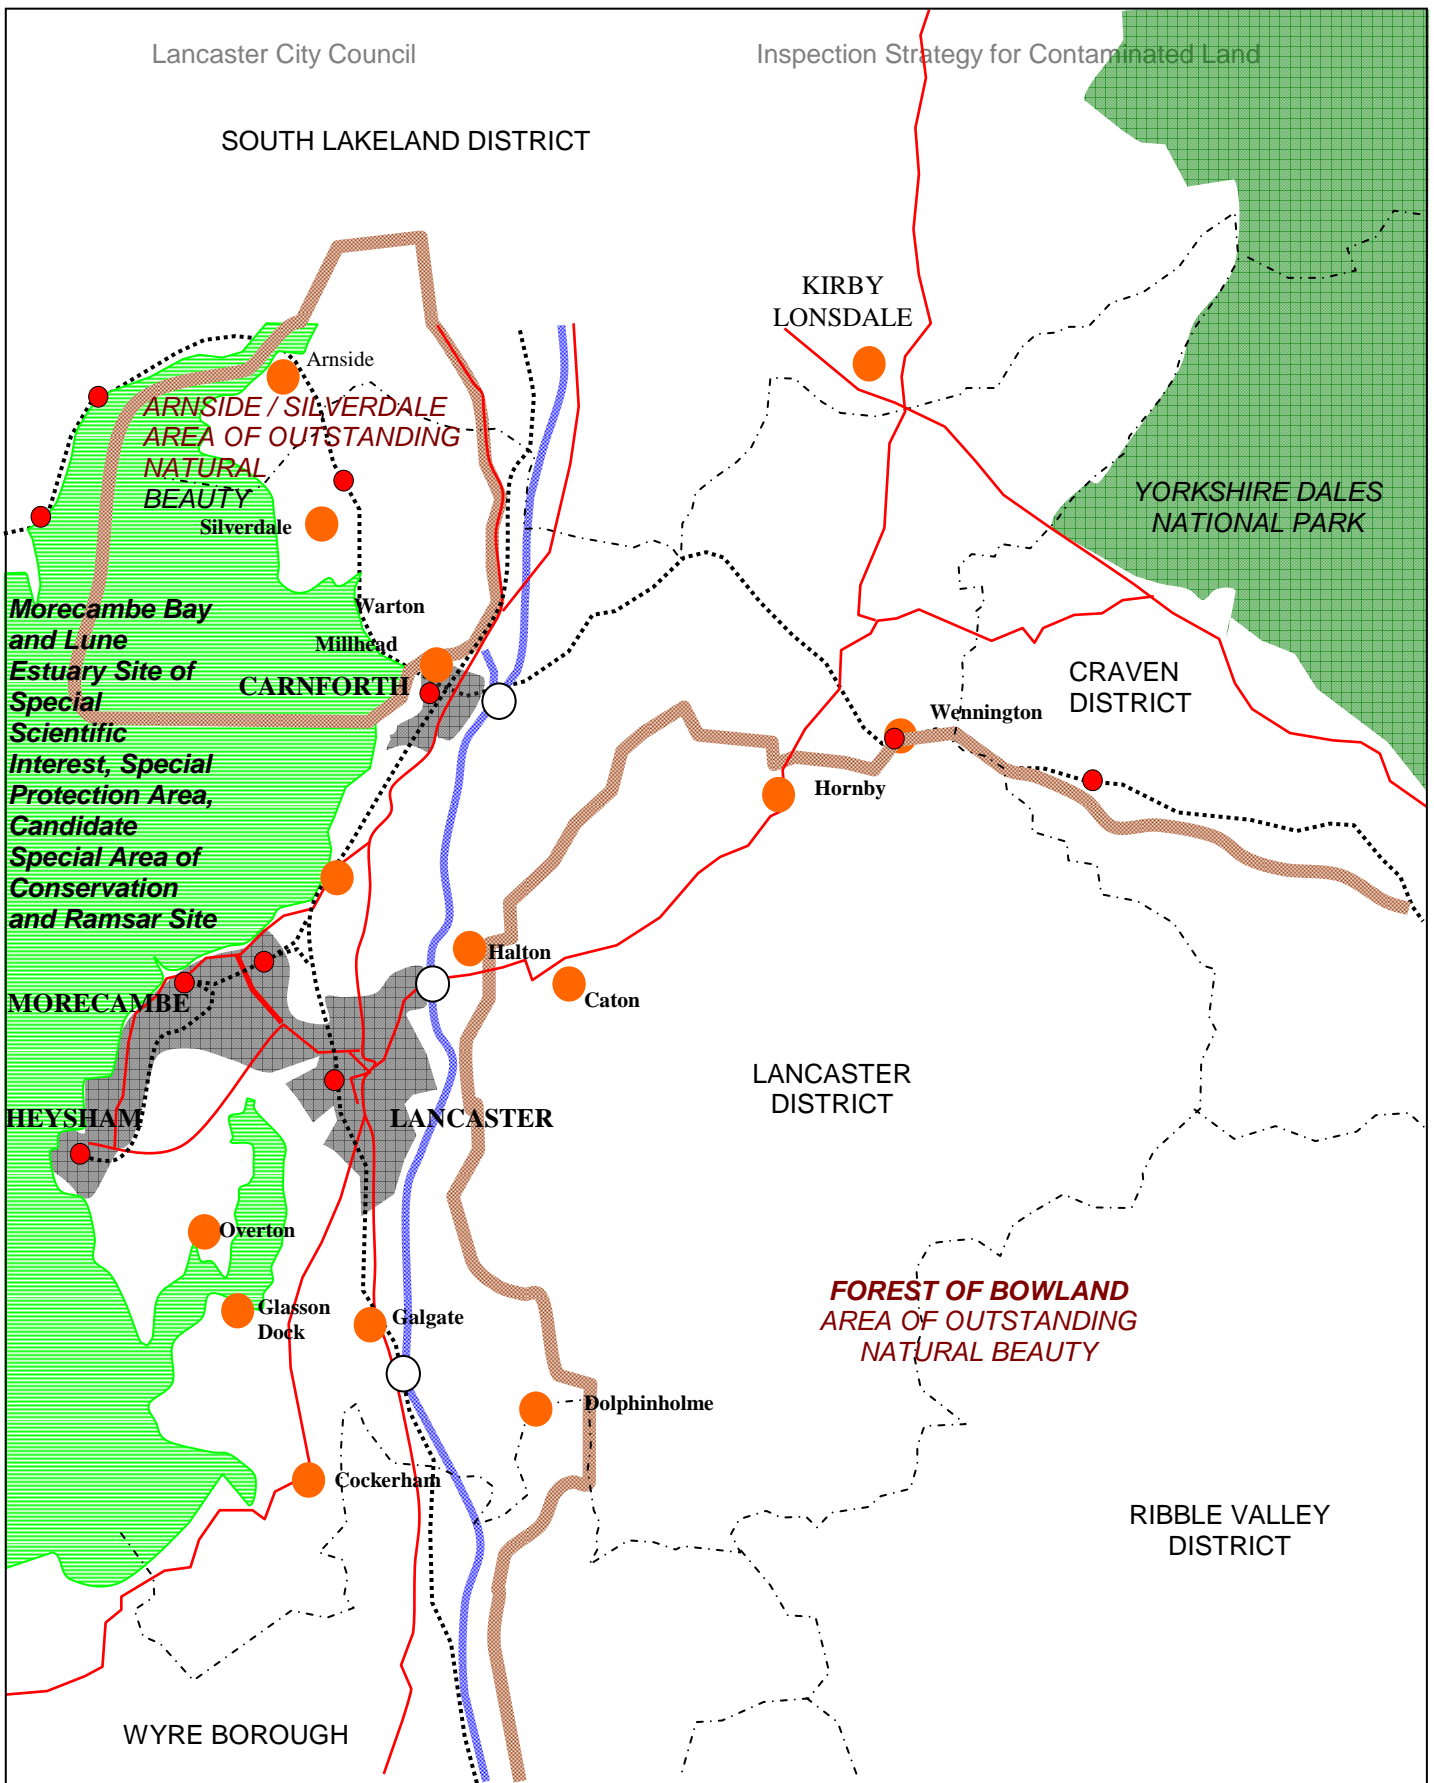 Lancaster City Council
Inspection Strategy for Contaminated Land
SOUTH LAKELAND DISTRICT
KIRBY
LONSDALE
Arnside
ARNSIDE / SILVERDALE
AREA OF OUTSTANDING
NATURAL
BEAUTY
YORKSHIRE DALES
NATIONAL PARK
Silverdale
Morecambe Bay
and Lune
Estuary Site of
Special
Scientific
Interest, Special
Protection Area,
Candidate
Special Area of
Conservation
and Ramsar Site
Warton
Millhead
CARNFORTH
CRAVEN
DISTRICT
Wennington
Hornby
Halton
Caton
MORECAMBE
LANCASTER
DISTRICT
HEYSHAM
LANCASTER
Overton
Glasson
Dock
Galgate
FOREST OF BOWLAND
AREA OF OUTSTANDING
NATURAL BEAUTY
Dolphinholme
Cockerham
RIBBLE VALLEY
DISTRICT
WYRE BOROUGH